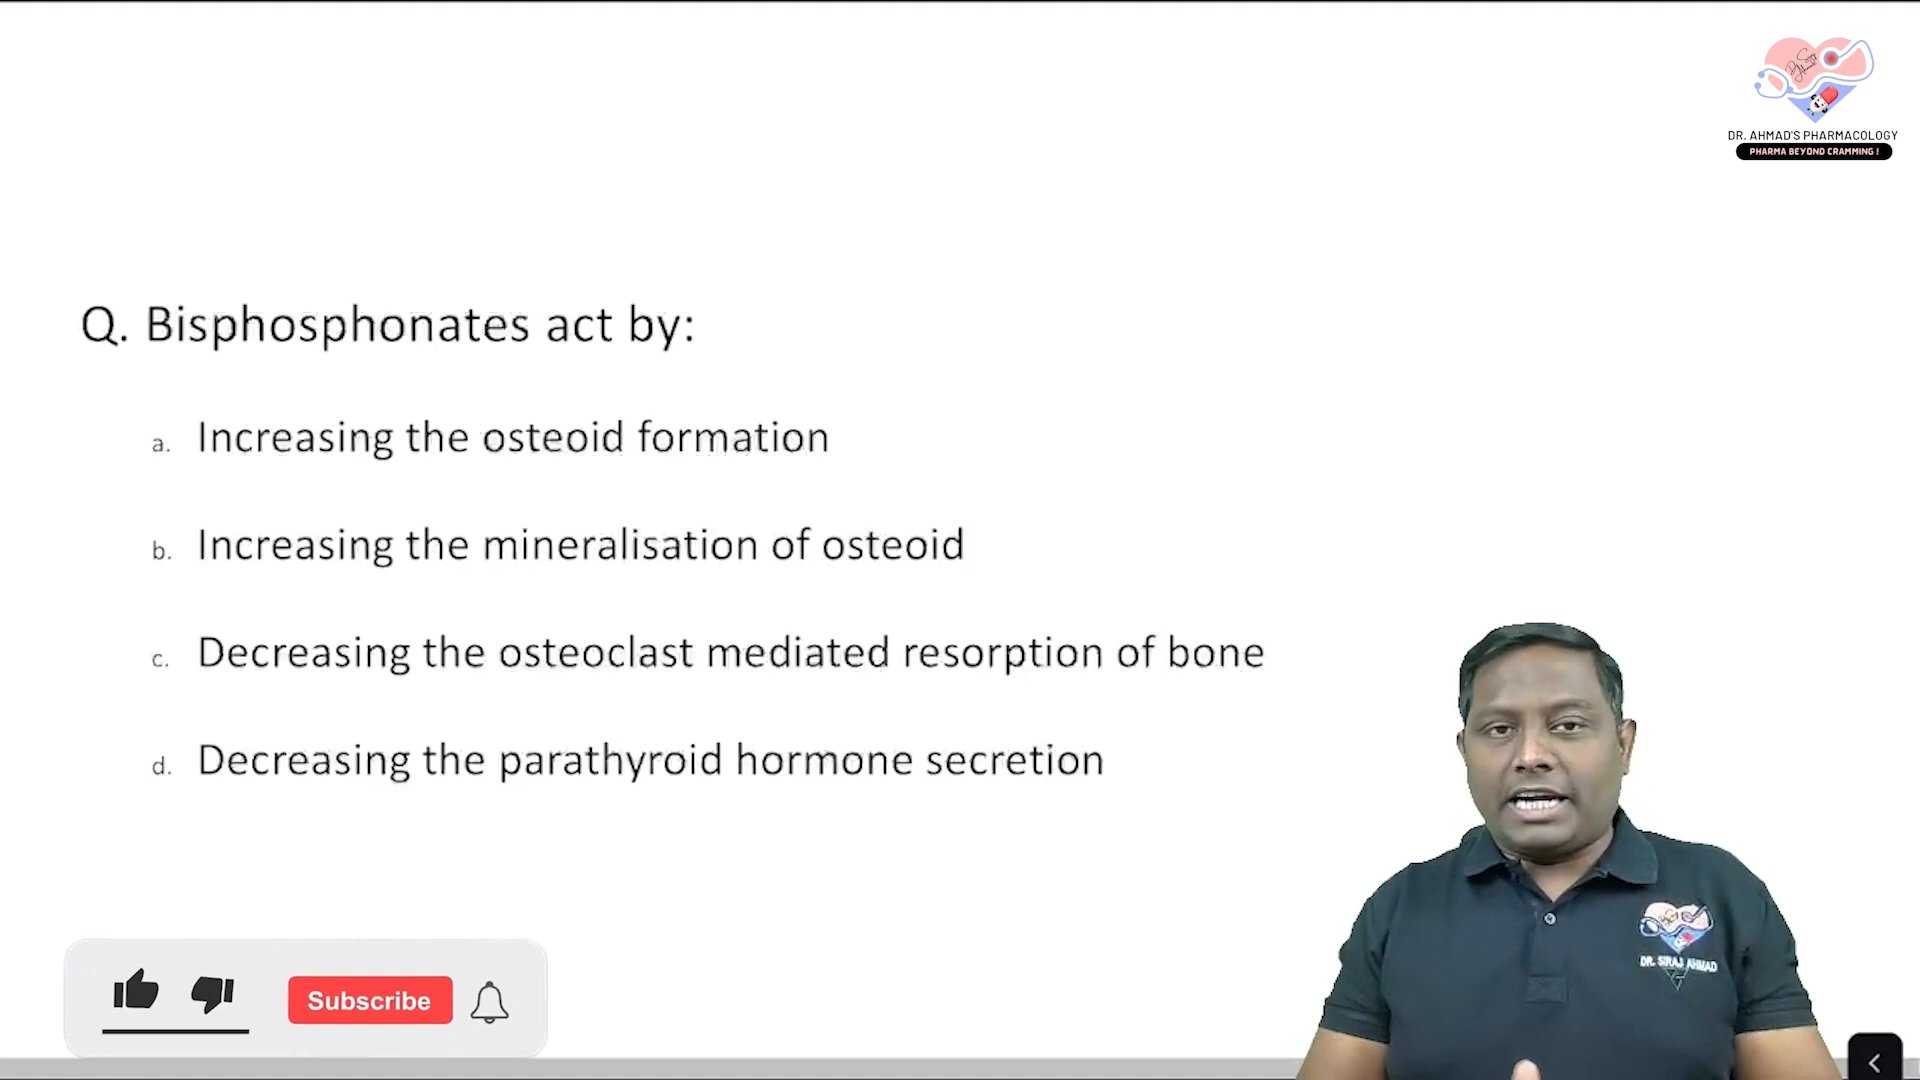 DR. AHMAD'S PHARMACOLOGY
PHARMA BEYOND CRAMMING !
Q. Bisphosphonates act by:
a. Increasing the osteoid formation
b. Increasing the mineralisation of osteoid
c. Decreasing the osteoclast mediated resorption of bone
d. Decreasing the parathyroid hormone secretion
DR. SIRAJ AHMAD
Subscribe